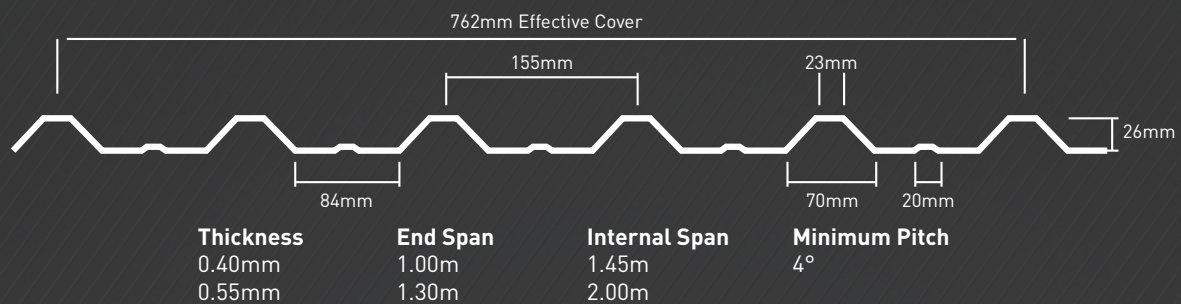 762mm Effective Cover
155mm
23mm
26mm
84mm
70mm
20mm
Thickness End Span Internal Span Minimum Pitch
0.40mm 1.00m 1.45m 4°
0.55mm 1.30m 2.00m